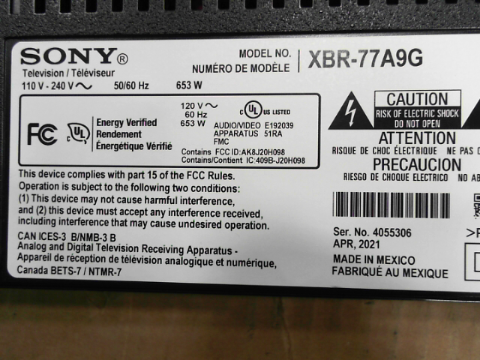 SONY®
Television / Téléviseur
110 V - 240 V~ 50/60 Hz 653 W
MODEL NO.
NUMÉRO DE MODÈLE
XBR-77A9G
FCC
UL
Energy Verified
Rendement
Énergétique Vérifié
120 V~
60 Hz
653 W
c UL US LISTED
AUDIO/VIDEO E192039
APPARATUS 51RA
FMC
Contains FCC ID:AK8J20H098
Contains/Contient IC:409B-J20H098
This device complies with part 15 of the FCC Rules.
Operation is subject to the following two conditions:
(1) This device may not cause harmful interference,
and
(2) this device must accept any interference received,
including interference that may cause undesired operation.
CAN ICES-3 B/NMB-3 B
Analog and Digital Television Receiving Apparatus -
Appareil de réception de télévision analogique et numérique,
Canada BETS-7 / NTMR-7
CAUTION
RISK OF ELECTRIC SHOCK
DO NOT OPEN
ATTENTION
RISQUE DE CHOC ÉLECTRIQUE NE PA
PRECAUCION
RIESGO DE CHOQUE ELECTRICO NO AB
Ser. No. 4055306
APR, 2021
MADE IN MEXICO
FABRIQUÉ AU MEXIQUE
>P